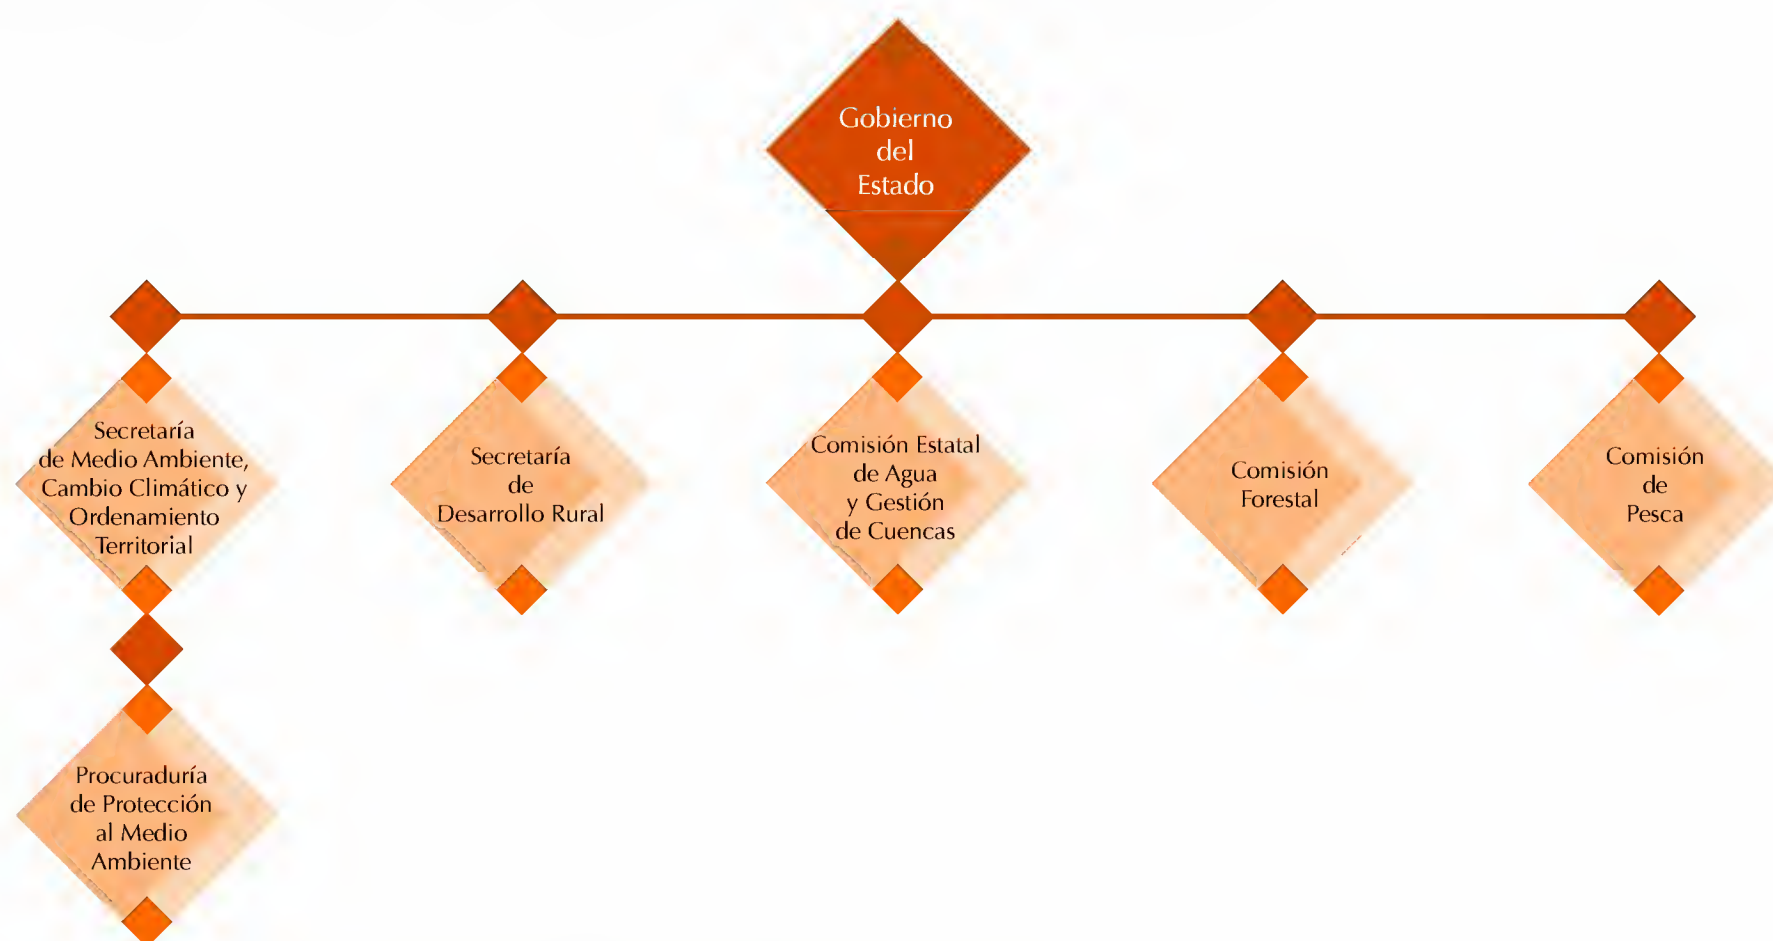 Gobierno
del
Estado
Secretaría
de Medio Ambiente,
Cambio Climático y
Ordenamiento
Territorial
Secretaría
de
Desarrollo Rural
Comisión Estatal
de Agua
y Gestión
de Cuencas
Comisión
Forestal
Comisión
de
Pesca
Procuraduría
de Protección
al Medio
Ambiente